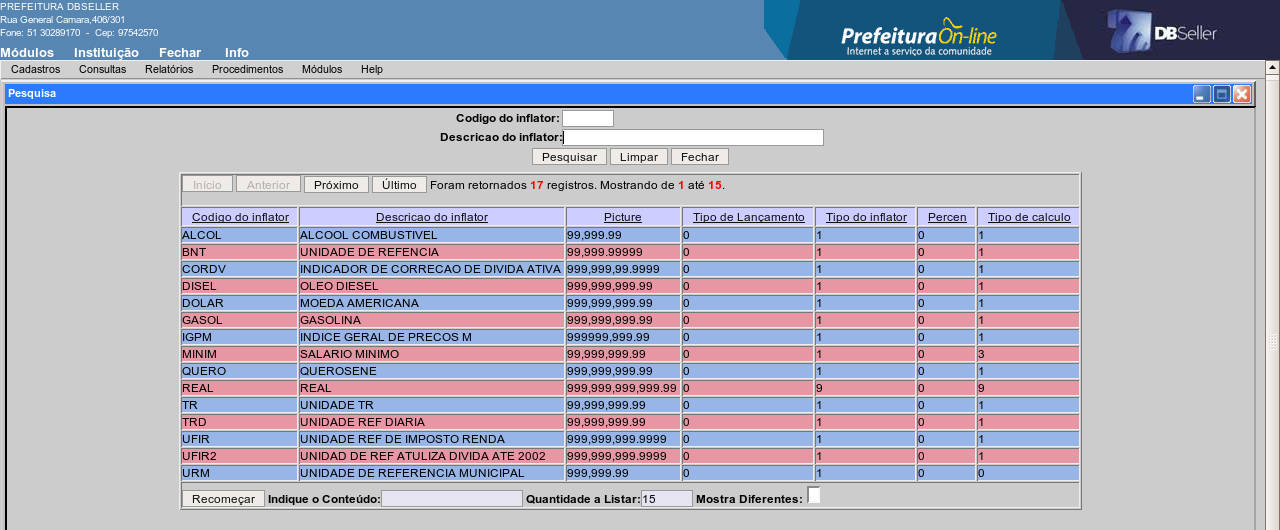 PREFEITURA DBSELLER
Rua General Camara,406/301
Fone: 51 30289170 - Cep: 97542570
Prefeitura On-line
Internet a serviço da comunidade
DBSeller
Módulos Instituição Fechar Info
Cadastros Consultas Relatórios Procedimentos Módulos Help
Pesquisa
Codigo do inflator:
Descricao do inflator:
Pesquisar Limpar Fechar
Início Anterior Próximo Último Foram retornados 17 registros. Mostrando de 1 até 15.
Codigo do inflator Descricao do inflator Picture Tipo de Lançamento Tipo do inflator Percen Tipo de calculo
ALCOL ALCOOL COMBUSTIVEL 99,999.99 0 1 0 1
BNT UNIDADE DE REFENCIA 99,999.99999 0 1 0 1
CORDV INDICADOR DE CORRECAO DE DIVIDA ATIVA 999,999,99.9999 0 1 0 1
DISEL OLEO DIESEL 999,999,999.99 0 1 0 1
DOLAR MOEDA AMERICANA 999,999,999.99 0 1 0 1
GASOL GASOLINA 999,999,999.99 0 1 0 1
IGPM INDICE GERAL DE PRECOS M 999999,999.99 0 1 0 1
MINIM SALARIO MINIMO 99,999,999.99 0 1 0 3
QUERO QUEROSENE 999,999,999.99 0 1 0 1
REAL REAL 999,999,999,999.99 0 9 0 9
TR UNIDADE TR 99,999,999.99 0 1 0 1
TRD UNIDADE REF DIARIA 99,999,999.99 0 1 0 1
UFIR UNIDADE REF DE IMPOSTO RENDA 999,999,999.9999 0 1 0 1
UFIR2 UNIDAD DE REF ATULIZA DIVIDA ATE 2002 999,999,999.9999 0 1 0 1
URM UNIDADE DE REFERENCIA MUNICIPAL 999,999.99 0 1 0 0
Recomeçar Indique o Conteúdo: Quantidade a Listar: 15 Mostra Diferentes: